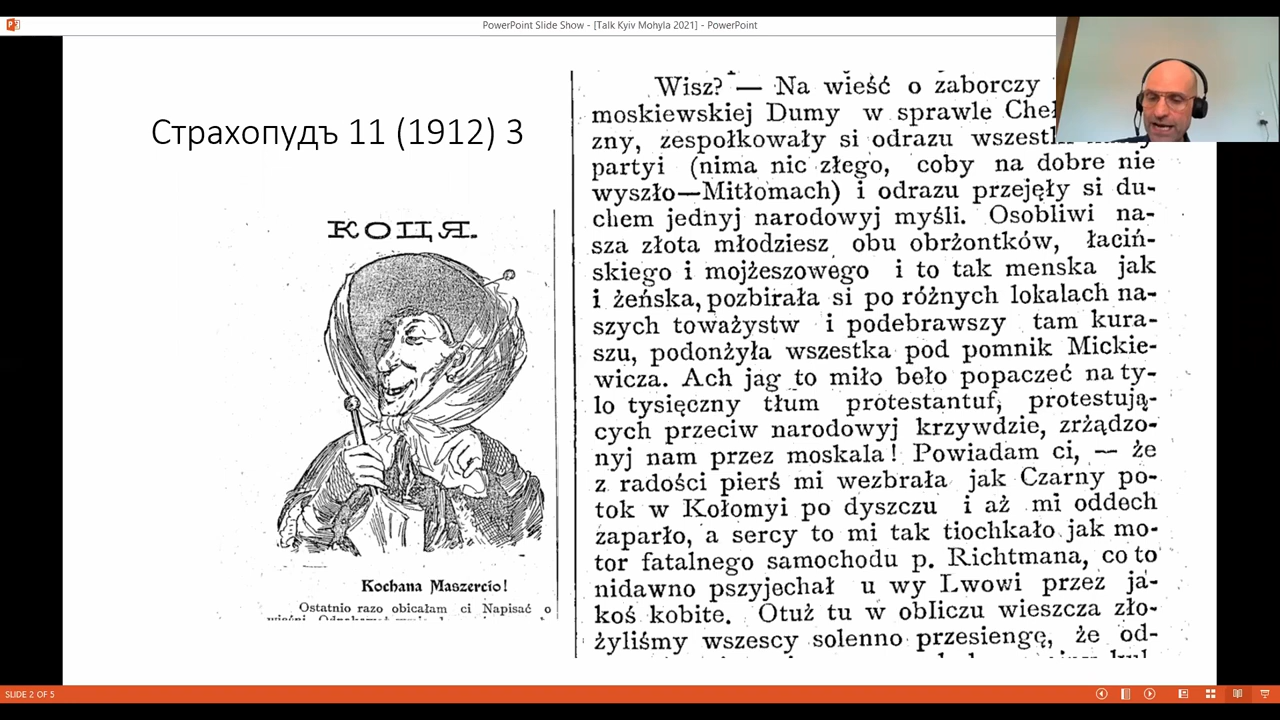 PowerPoint Slide Show - [Talk Kyiv Mohyla 2021] - PowerPoint
Страхопудъ 11 (1912) 3
КОЦЯ.
Kochana Maszercio!
Ostatnio razo obicałam ci Napisać o
Wisz? — Na wieść o zaborczy
moskiewskiej Dumy w sprawle
zny, zespołkowały si odrazu
partyi (nima nic złego, coby na dobre nie
wyszło—Mitłomach) i odrazu przejęły si du-
chem jednyj narodowyj myśli. Osobliwi na-
sza złota młodziesz obu obrżontków, łaciń-
skiego i mojżeszowego i to tak menska jak
i żeńska, pozbirała si po różnych lokalach na-
szych toważystw i podebrawszy tam kura-
szu, podonżyła wszestka pod pomnik Mickie-
wicza. Ach jag to miło beło popaczeć na ty-
lo tysięczny tłum protestantuf, protestują-
cych przeciw narodowyj krzywdzie, zrżądzo-
nyj nam przez moskala! Powiadam ci, — że
z radości pierś mi wezbrała jak Czarny po-
tok w Kołomyi po dyszczu i aż mi oddech
zaparło, a sercy to mi tak tiochkało jak mo-
tor fatalnego samochodu p. Richtmana, co to
nidawno pszyjechał u wy Lwowi przez ja-
koś kobite. Otuż tu w obliczu wieszcza zło-
żyliśmy wszescy solenno przesiengę, że od-
SLIDE 2 OF 5